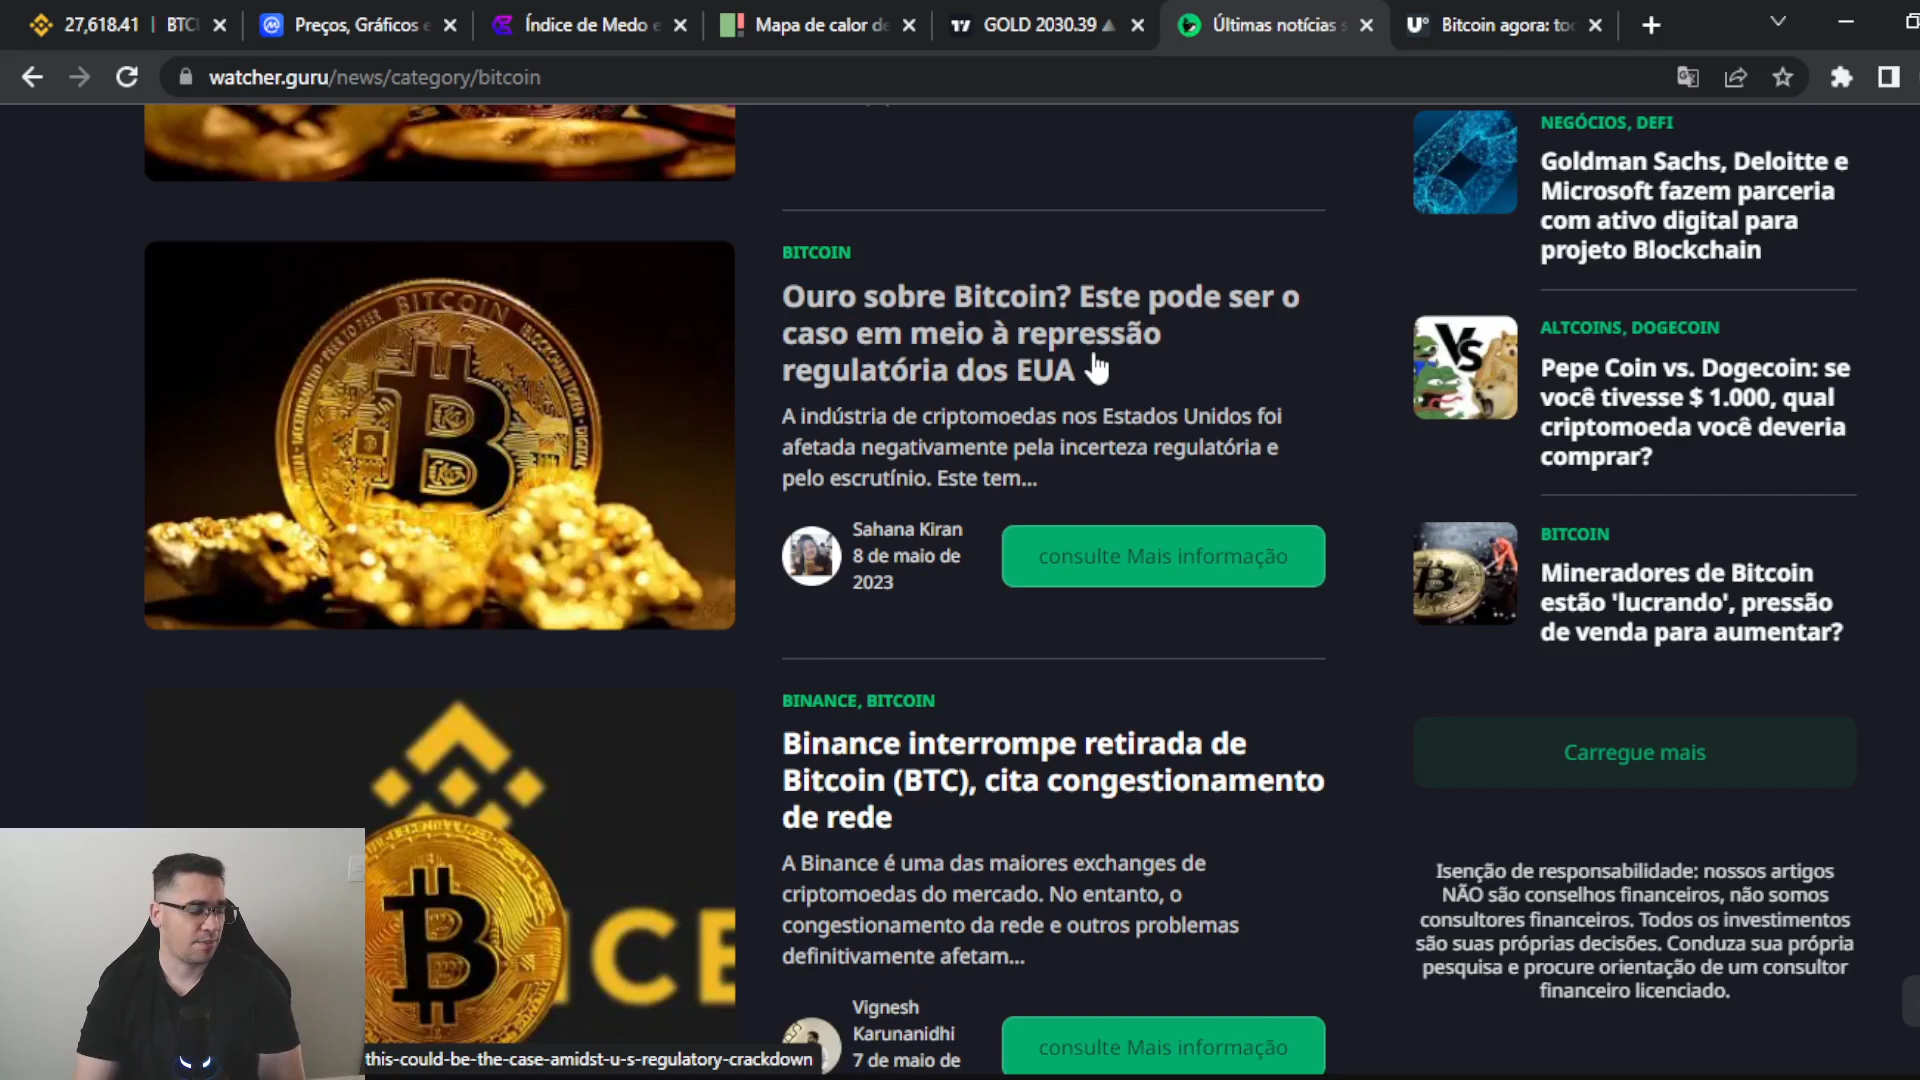 27,618.41 | BTCU
Preços, Gráficos e
Índice de Medo e
Mapa de calor de
GOLD 2030.39
Últimas notícias s
Bitcoin agora: too
watcher.guru/news/category/bitcoin
BITCOIN
Ouro sobre Bitcoin? Este pode ser o
caso em meio à repressão
regulatória dos EUA
A indústria de criptomoedas nos Estados Unidos foi
afetada negativamente pela incerteza regulatória e
pelo escrutínio. Este tem...
Sahana Kiran
8 de maio de
2023
consulte Mais informação
BINANCE, BITCOIN
Binance interrompe retirada de
Bitcoin (BTC), cita congestionamento
de rede
A Binance é uma das maiores exchanges de
criptomoedas do mercado. No entanto, o
congestionamento da rede e outros problemas
definitivamente afetam...
Vignesh
Karunanidhi
7 de maio de
consulte Mais informação
NEGÓCIOS, DEFI
Goldman Sachs, Deloitte e
Microsoft fazem parceria
com ativo digital para
projeto Blockchain
VS
ALTCOINS, DOGECOIN
Pepe Coin vs. Dogecoin: se
você tivesse $ 1.000, qual
criptomoeda você deveria
comprar?
BITCOIN
Mineradores de Bitcoin
estão 'lucrando', pressão
de venda para aumentar?
Carregue mais
Isenção de responsabilidade: nossos artigos
NÃO são conselhos financeiros, não somos
consultores financeiros. Todos os investimentos
são suas próprias decisões. Conduza sua própria
pesquisa e procure orientação de um consultor
financeiro licenciado.
BITCOIN
CE
this-could-be-the-case-amidst-u-s-regulatory-crackdown